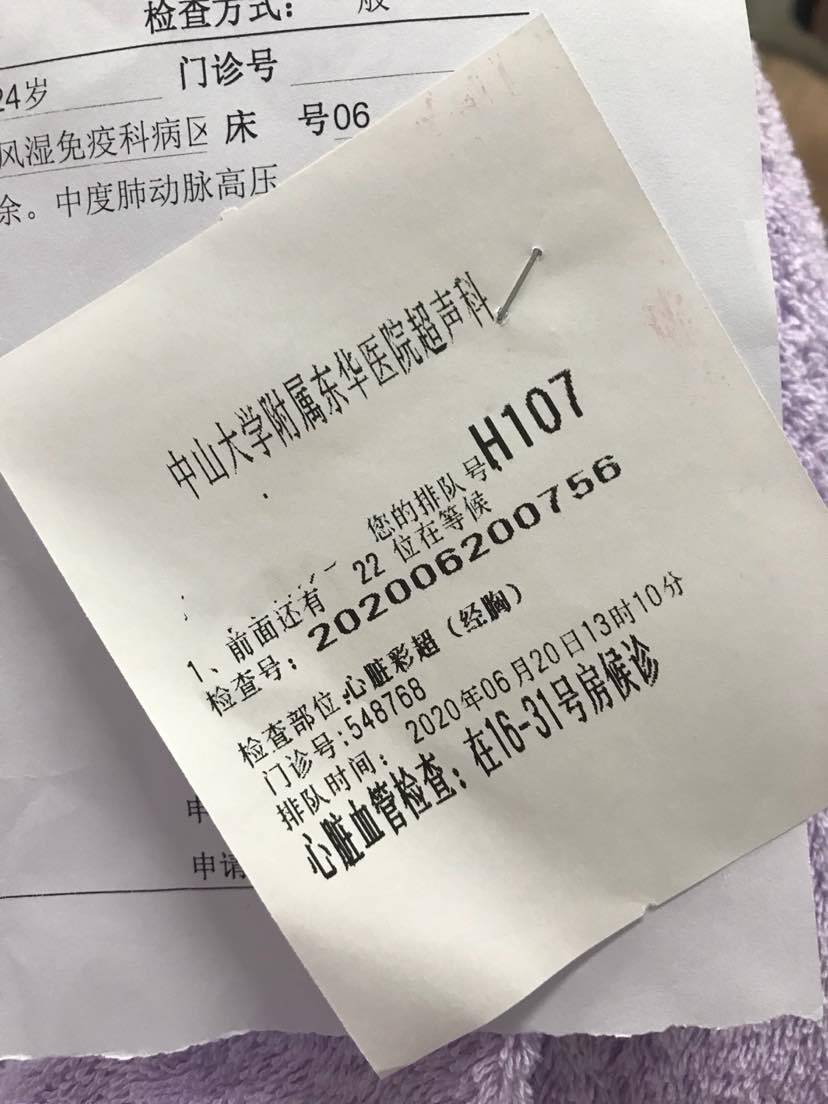 检查方式：
24岁 门诊号
风湿免疫科病区 床 号06
中度肺动脉高压
中山大学附属东华医院超声科
您的排队号H107
1、前面还有 22 位在等候
检查号：202006200756
检查部位:心脏彩超（经胸）
门诊号:548768
排队时间：2020年06月20日13时10分
心脏血管检查：在16-31号房候诊
申请